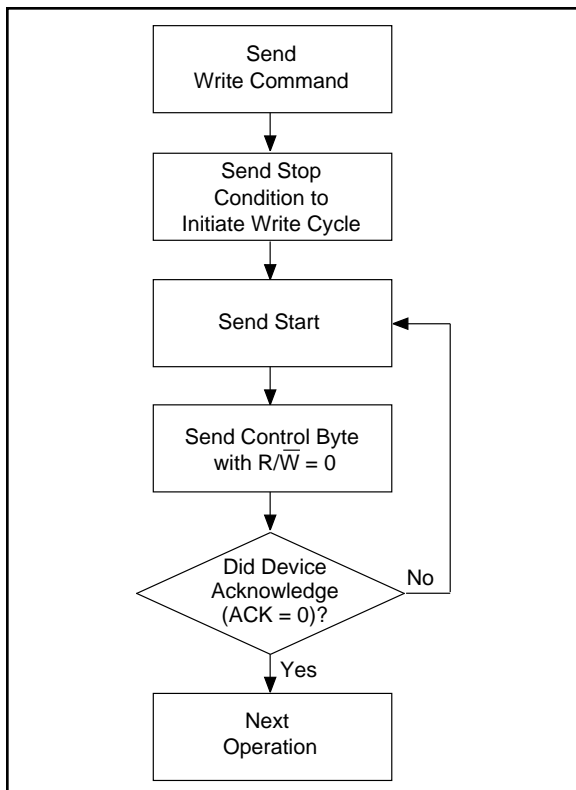 Send
Write Command
Send Stop
Condition to
Initiate Write Cycle
Send Start
Send Control Byte
with R/W̅ = 0
Did Device
Acknowledge
(ACK = 0)?
No
Yes
Next
Operation